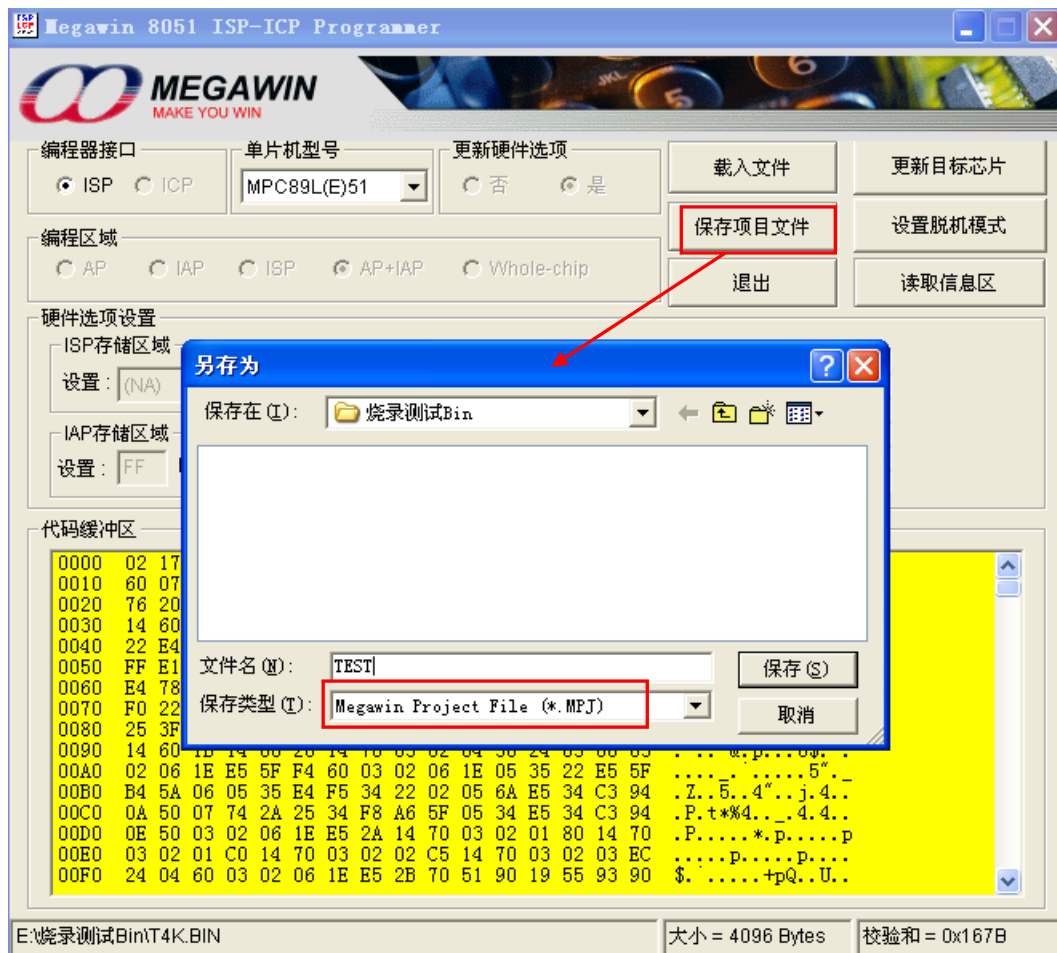 Megawin 8051 ISP-ICP Programmer
MEGAWIN
MAKE YOU WIN
编程器接口
ISP ICP
单片机型号
MPC89L(E)51
更新硬件选项
否 是
载入文件
更新目标芯片
保存项目文件
设置脱机模式
退出
读取信息区
编程区域
AP IAP ISP AP+IAP Whole-chip
硬件选项设置
ISP存储区域
设置： (NA)
IAP存储区域
设置： FF
另存为
保存在(I)： 烧录测试Bin
文件名(N)： TEST
保存(S)
保存类型(T)： Megawin Project File (*.MPJ)
取消
代码缓冲区
0000 02 17
0010 60 07
0020 76 20
0030 14 60
0040 22 E4
0050 FF E1
0060 E4 78
0070 F0 22
0080 25 3F
0090 14 60
00A0 02 06 1E E5 5F F4 60 03 02 06 1E 05 35 22 E5 5F ...._.`.....5"._
00B0 B4 5A 06 05 35 E4 F5 34 22 02 05 6A E5 34 C3 94 .Z..5..4"..j.4..
00C0 0A 50 07 74 2A 25 34 F8 A6 5F 05 34 E5 34 C3 94 .P.t*%4.._.4.4..
00D0 0E 50 03 02 06 1E E5 2A 14 70 03 02 01 80 14 70 .P.....*.p.....p
00E0 03 02 01 C0 14 70 03 02 02 C5 14 70 03 02 03 EC .....p.....p....
00F0 24 04 60 03 02 06 1E E5 2B 70 51 90 19 55 93 90 $.`.....+pQ..U..
E:\烧录测试Bin\T4K.BIN
大小 = 4096 Bytes
校验和 = 0x167B